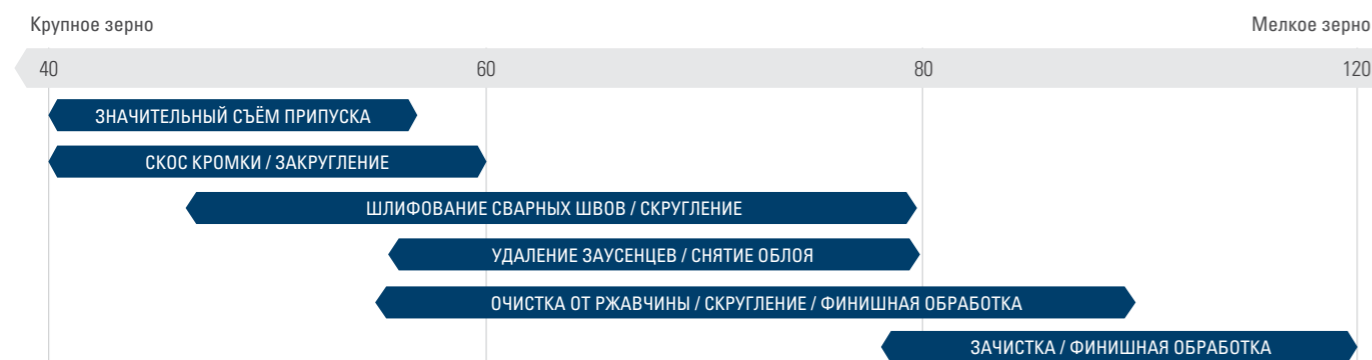 Крупное зерно Мелкое зерно
40 60 80 120
ЗНАЧИТЕЛЬНЫЙ СЪЁМ ПРИПУСКА
СКОС КРОМКИ / ЗАКРУГЛЕНИЕ
ШЛИФОВАНИЕ СВАРНЫХ ШВОВ / СКРУГЛЕНИЕ
УДАЛЕНИЕ ЗАУСЕНЦЕВ / СНЯТИЕ ОБЛОЯ
ОЧИСТКА ОТ РЖАВЧИНЫ / СКРУГЛЕНИЕ / ФИНИШНАЯ ОБРАБОТКА
ЗАЧИСТКА / ФИНИШНАЯ ОБРАБОТКА